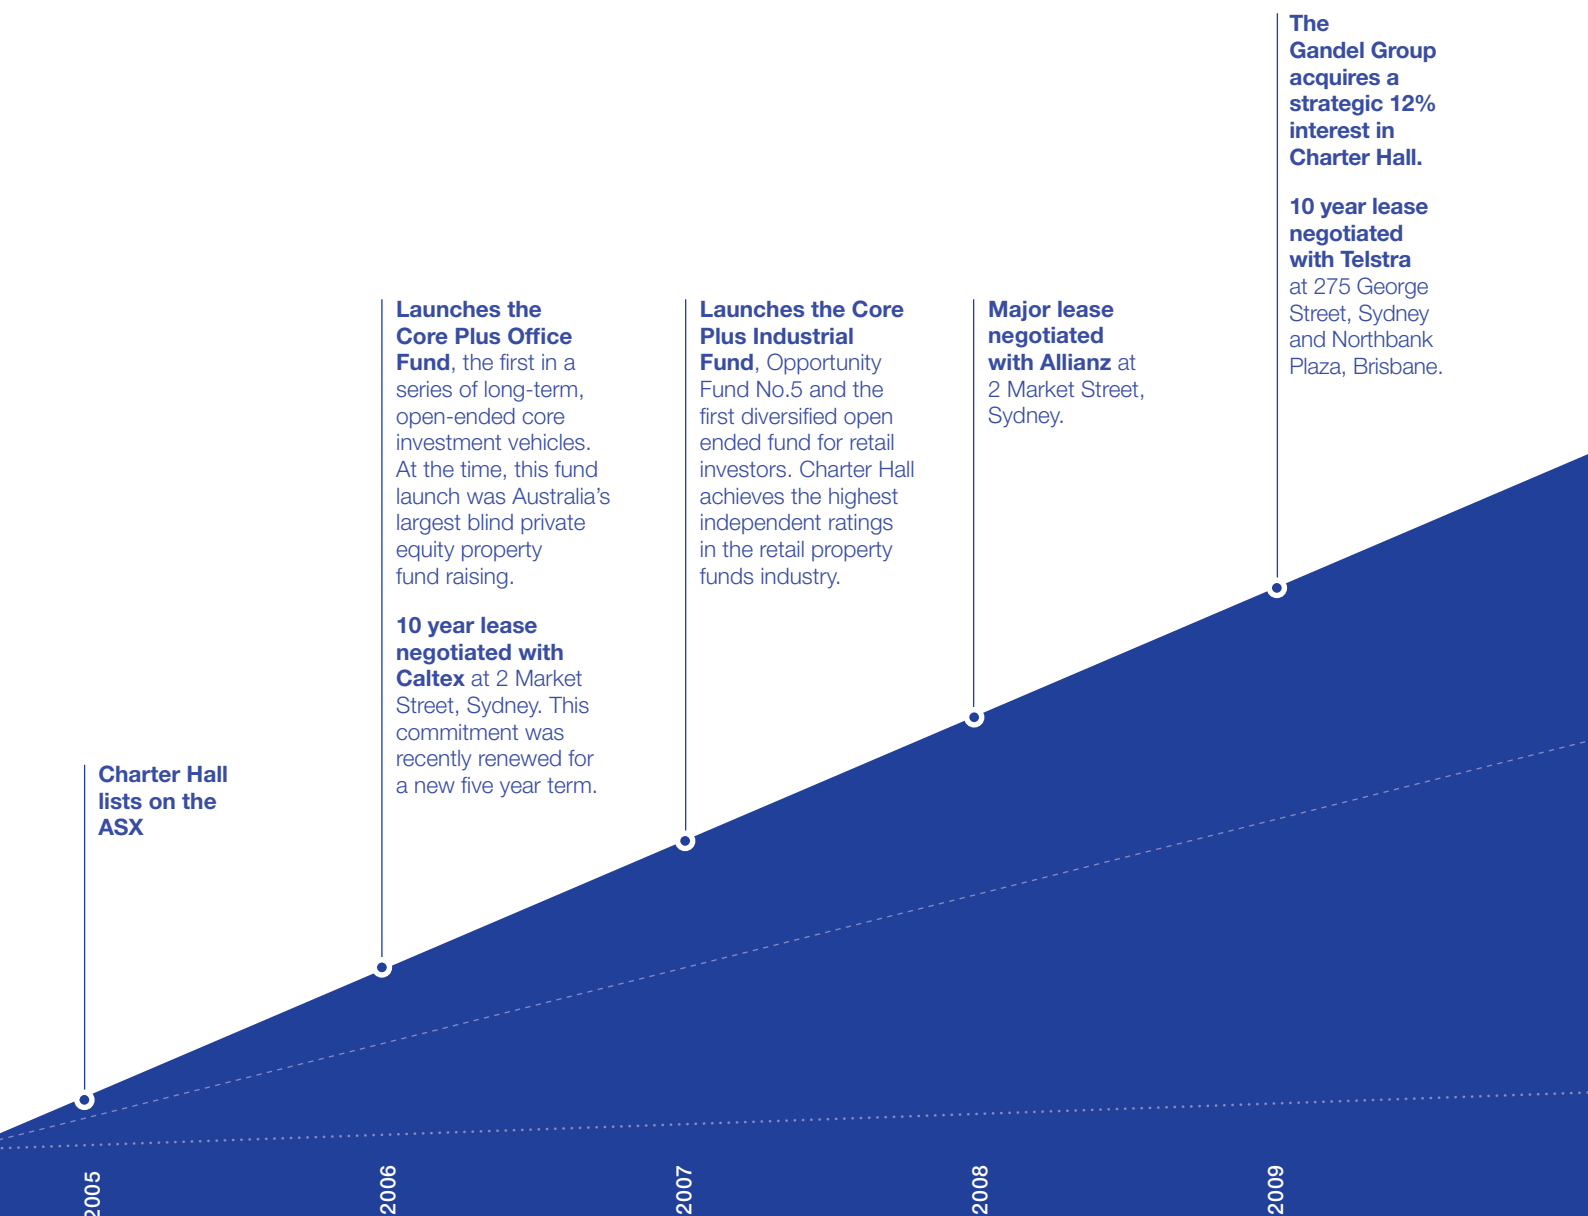 Charter Hall
lists on the
ASX
Launches the
Core Plus Office
Fund, the first in a
series of long-term,
open-ended core
investment vehicles.
At the time, this fund
launch was Australia’s
largest blind private
equity property
fund raising.
10 year lease
negotiated with
Caltex at 2 Market
Street, Sydney. This
commitment was
recently renewed for
a new five year term.
Launches the Core
Plus Industrial
Fund, Opportunity
Fund No.5 and the
first diversified open
ended fund for retail
investors. Charter Hall
achieves the highest
independent ratings
in the retail property
funds industry.
Major lease
negotiated
with Allianz at
2 Market Street,
Sydney.
The
Gandel Group
acquires a
strategic 12%
interest in
Charter Hall.
10 year lease
negotiated
with Telstra
at 275 George
Street, Sydney
and Northbank
Plaza, Brisbane.
2005
2006
2007
2008
2009